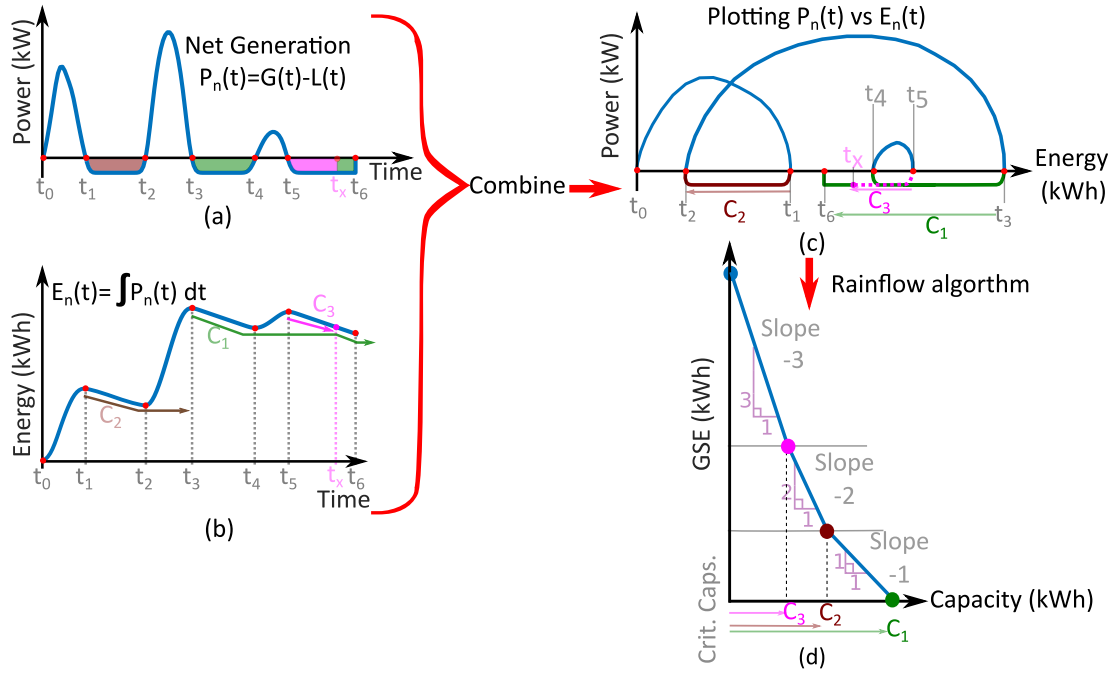 Net Generation
Pn(t)=G(t)-L(t)
Power (kW)
Time
t0 t1 t2 t3 t4 t5 tx t6
(a)
En(t)= ∫Pn(t) dt
Energy (kWh)
C3
C1
C2
t0 t1 t2 t3 t4 t5 tx t6
Time
(b)
Combine
Plotting Pn(t) vs En(t)
Power (kW)
t4 t5
tx
Energy
(kWh)
C3
t0 t2 C2 t1 t6 C1 t3
(c)
Rainflow algorthm
GSE (kWh)
Slope
-3
3
1
Slope
-2
2
1
Slope
-1
1
1
Crit. Caps.
Capacity (kWh)
C3 C2
C1
(d)